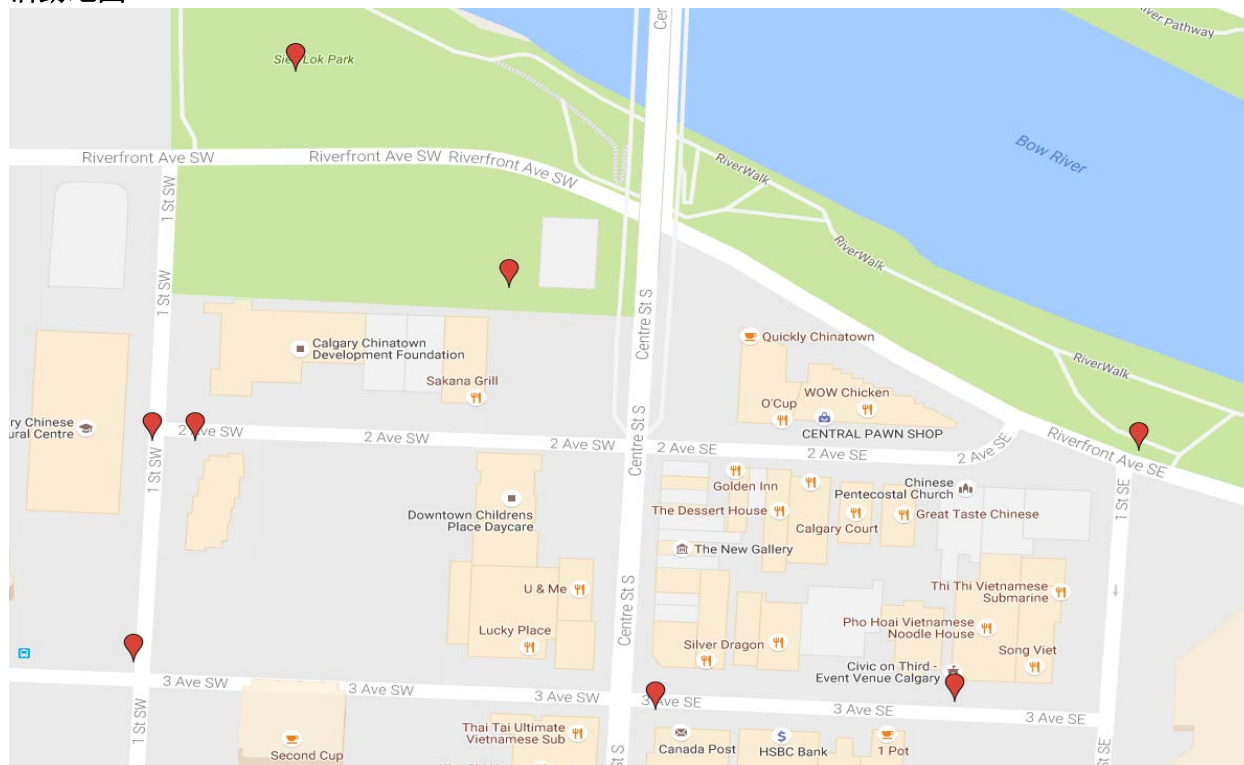 活動地圖
River Pathway
Cen
Sien Lok Park
Bow River
Riverfront Ave SW
Riverfront Ave SW
Riverfront Ave SW
RiverWalk
1 St SW
RiverWalk
1 St SW
Centre St S
Quickly Chinatown
Calgary Chinatown
Development Foundation
RiverWalk
Sakana Grill
WOW Chicken
O'Cup
CENTRAL PAWN SHOP
ry Chinese
ural Centre
2 Ave SW
2 Ave SW
2 Ave SW
2 Ave SE
2 Ave SE
2 Ave SE
Riverfront Ave SE
Centre St S
1 St SW
Golden Inn
Chinese
Pentecostal Church
The Dessert House
Calgary Court
Great Taste Chinese
Downtown Childrens
Place Daycare
1 St SE
The New Gallery
U & Me
Thi Thi Vietnamese
Submarine
Centre St S
Lucky Place
Silver Dragon
Pho Hoai Vietnamese
Noodle House
Song Viet
Civic on Third -
Event Venue Calgary
3 Ave SW
3 Ave SW
3 Ave SW
3 Ave SE
3 Ave SE
3 Ave SE
1 St SW
Second Cup
Thai Tai Ultimate
Vietnamese Sub
St S
Canada Post
HSBC Bank
1 Pot
St SE